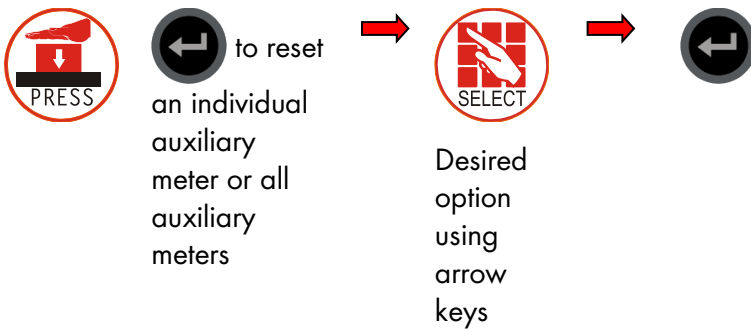 PRESS
to reset
an individual
auxiliary
meter or all
auxiliary
meters
SELECT
Desired
option
using
arrow
keys